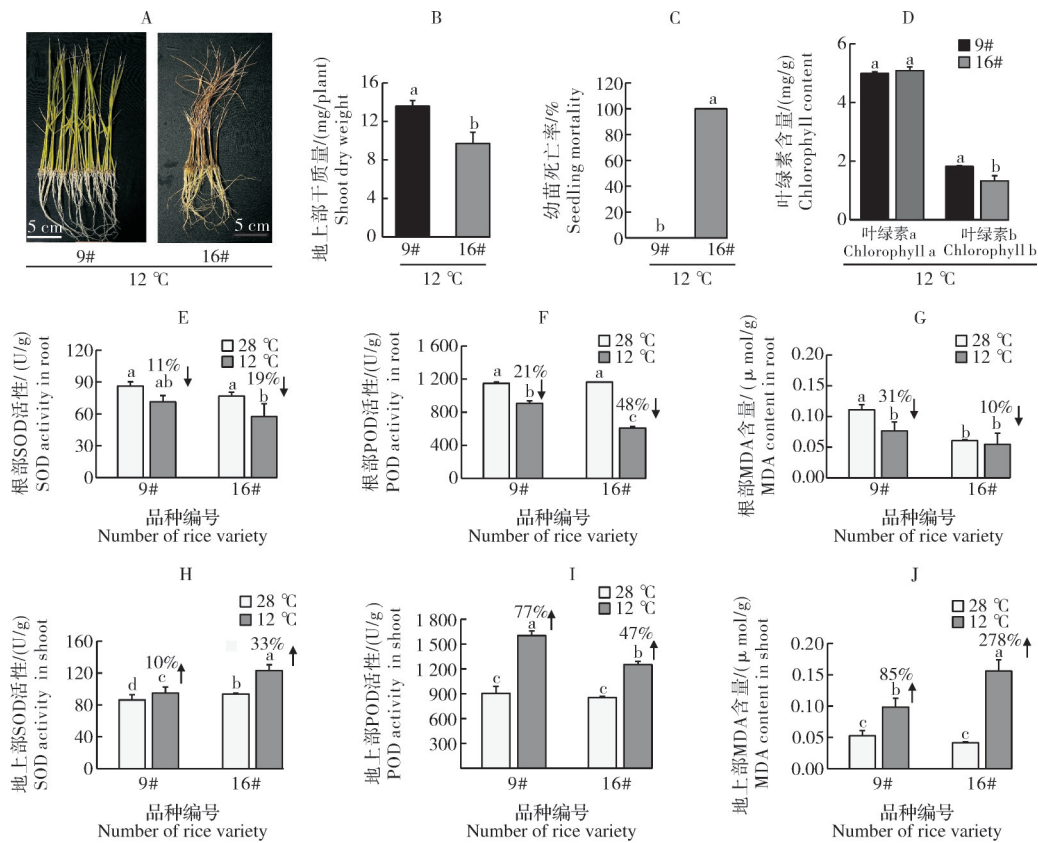 A
5 cm
5 cm
9#
16#
12 ℃
B
地上部干质量/(mg/plant)
Shoot dry weight
16
12
8
4
0
a
b
9#
16#
12 ℃
C
幼苗死亡率/%
Seedling mortality
120
100
80
60
40
20
0
b
a
9#
16#
12 ℃
D
叶绿素含量/(mg/g)
Chlorophyll content
6
4
2
0
9#
16#
a
a
a
b
叶绿素a
Chlorophyll a
叶绿素b
Chlorophyll b
12 ℃
E
根部SOD活性/(U/g)
SOD activity in root
120
90
60
30
0
28 ℃
12 ℃
a
11%
ab
a
19%
b
9#
16#
品种编号
Number of rice variety
F
根部POD活性/(U/g)
POD activity in root
1 600
1 200
800
400
0
28 ℃
12 ℃
a
21%
b
a
48%
c
9#
16#
品种编号
Number of rice variety
G
根部MDA含量/(μmol/g)
MDA content in root
0.20
0.15
0.10
0.05
0.00
28 ℃
12 ℃
a
31%
b
b
10%
b
9#
16#
品种编号
Number of rice variety
H
地上部SOD活性/(U/g)
SOD activity in shoot
160
120
80
40
0
28 ℃
12 ℃
d
10%
c
b
33%
a
9#
16#
品种编号
Number of rice variety
I
地上部POD活性/(U/g)
POD activity in shoot
1 800
1 500
1 200
900
600
300
28 ℃
12 ℃
c
77%
a
c
47%
b
9#
16#
品种编号
Number of rice variety
J
地上部MDA含量/(μmol/g)
MDA content in shoot
0.20
0.15
0.10
0.05
0.00
28 ℃
12 ℃
c
85%
b
c
278%
a
9#
16#
品种编号
Number of rice variety